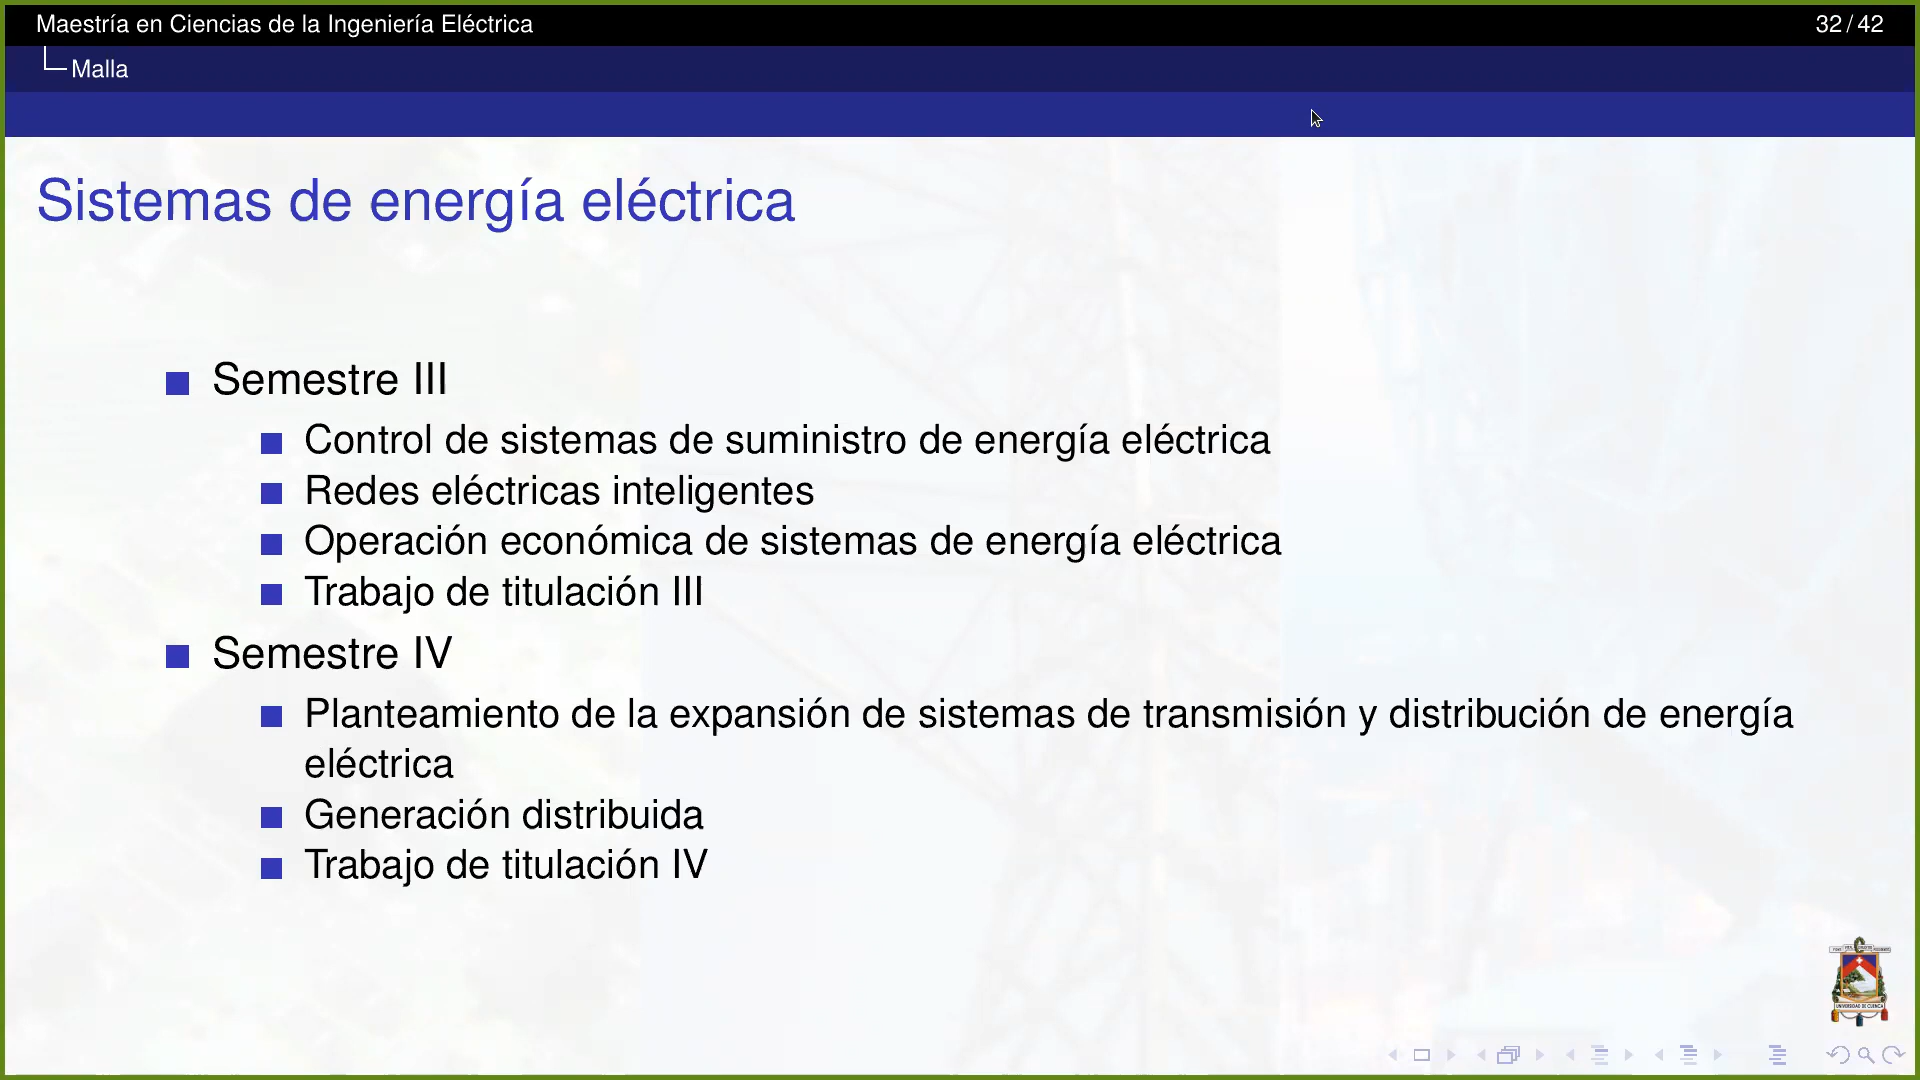 Maestría en Ciencias de la Ingeniería Eléctrica
32 / 42
Malla
Sistemas de energía eléctrica
Semestre III
Control de sistemas de suministro de energía eléctrica
Redes eléctricas inteligentes
Operación económica de sistemas de energía eléctrica
Trabajo de titulación III
Semestre IV
Planteamiento de la expansión de sistemas de transmisión y distribución de energía
eléctrica
Generación distribuida
Trabajo de titulación IV
UNIVERSIDAD DE CUENCA